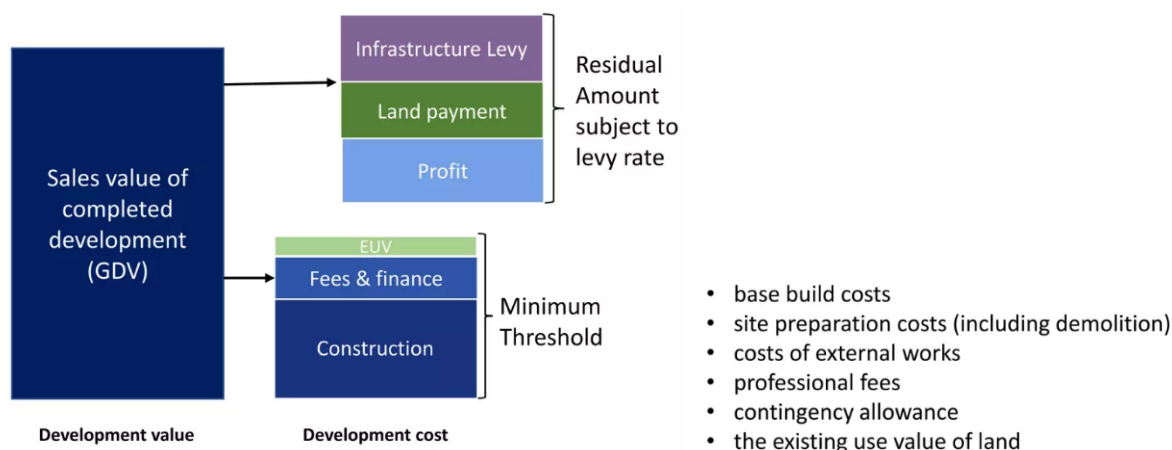 Sales value of
completed
development
(GDV)
Infrastructure Levy
Land payment
Profit
Residual
Amount
subject to
levy rate
EUV
Fees & finance
Construction
Minimum
Threshold
Development value
Development cost
• base build costs
• site preparation costs (including demolition)
• costs of external works
• professional fees
• contingency allowance
• the existing use value of land